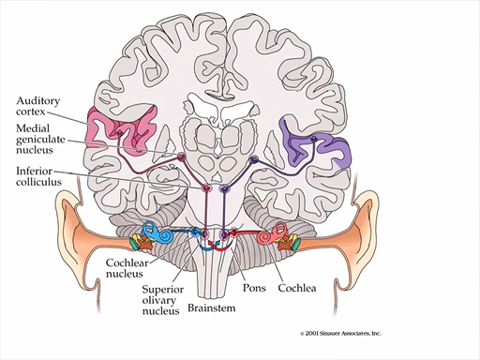 Auditory
cortex
Medial
geniculate
nucleus
Inferior
colliculus
Cochlear
nucleus
Superior
olivary
nucleus
Brainstem
Pons
Cochlea
© 2001 Sinauer Associates, Inc.